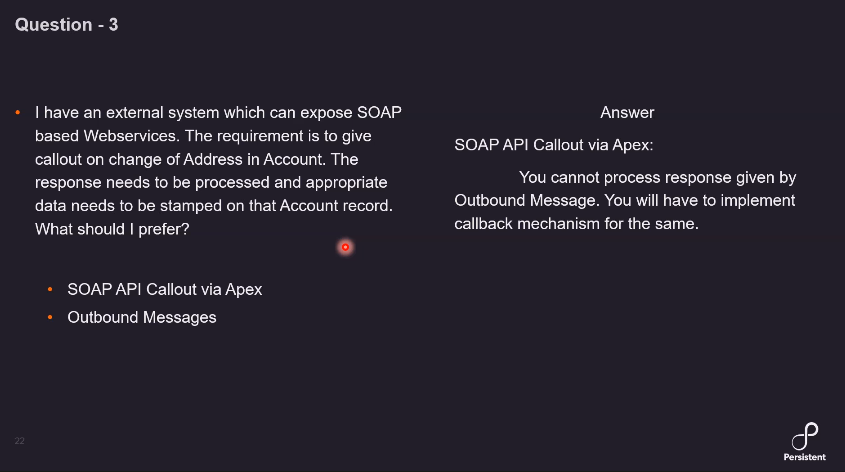 Question - 3
• I have an external system which can expose SOAP
based Webservices. The requirement is to give
callout on change of Address in Account. The
response needs to be processed and appropriate
data needs to be stamped on that Account record.
What should I prefer?
• SOAP API Callout via Apex
• Outbound Messages
Answer
SOAP API Callout via Apex:
You cannot process response given by
Outbound Message. You will have to implement
callback mechanism for the same.
22
Persistent